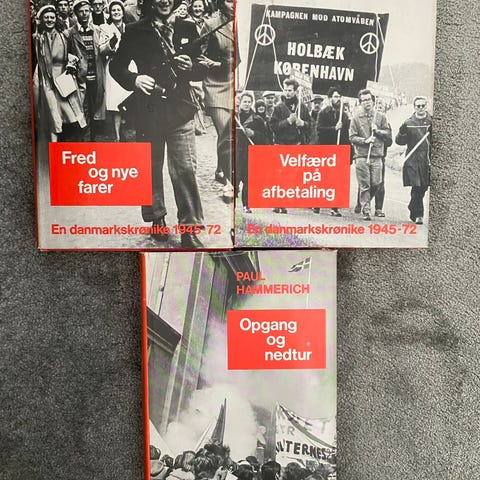 Fred
og nye
farer
En danmarkskrønike 1945-72
KAMPAGNEN MOD ATOMVÅBEN
HOLBÆK
KØBENHAVN
Velfærd
på
afbetaling
En danmarkskrønike 1945-72
PAUL
HAMMERICH
Opgang
og
nedtur